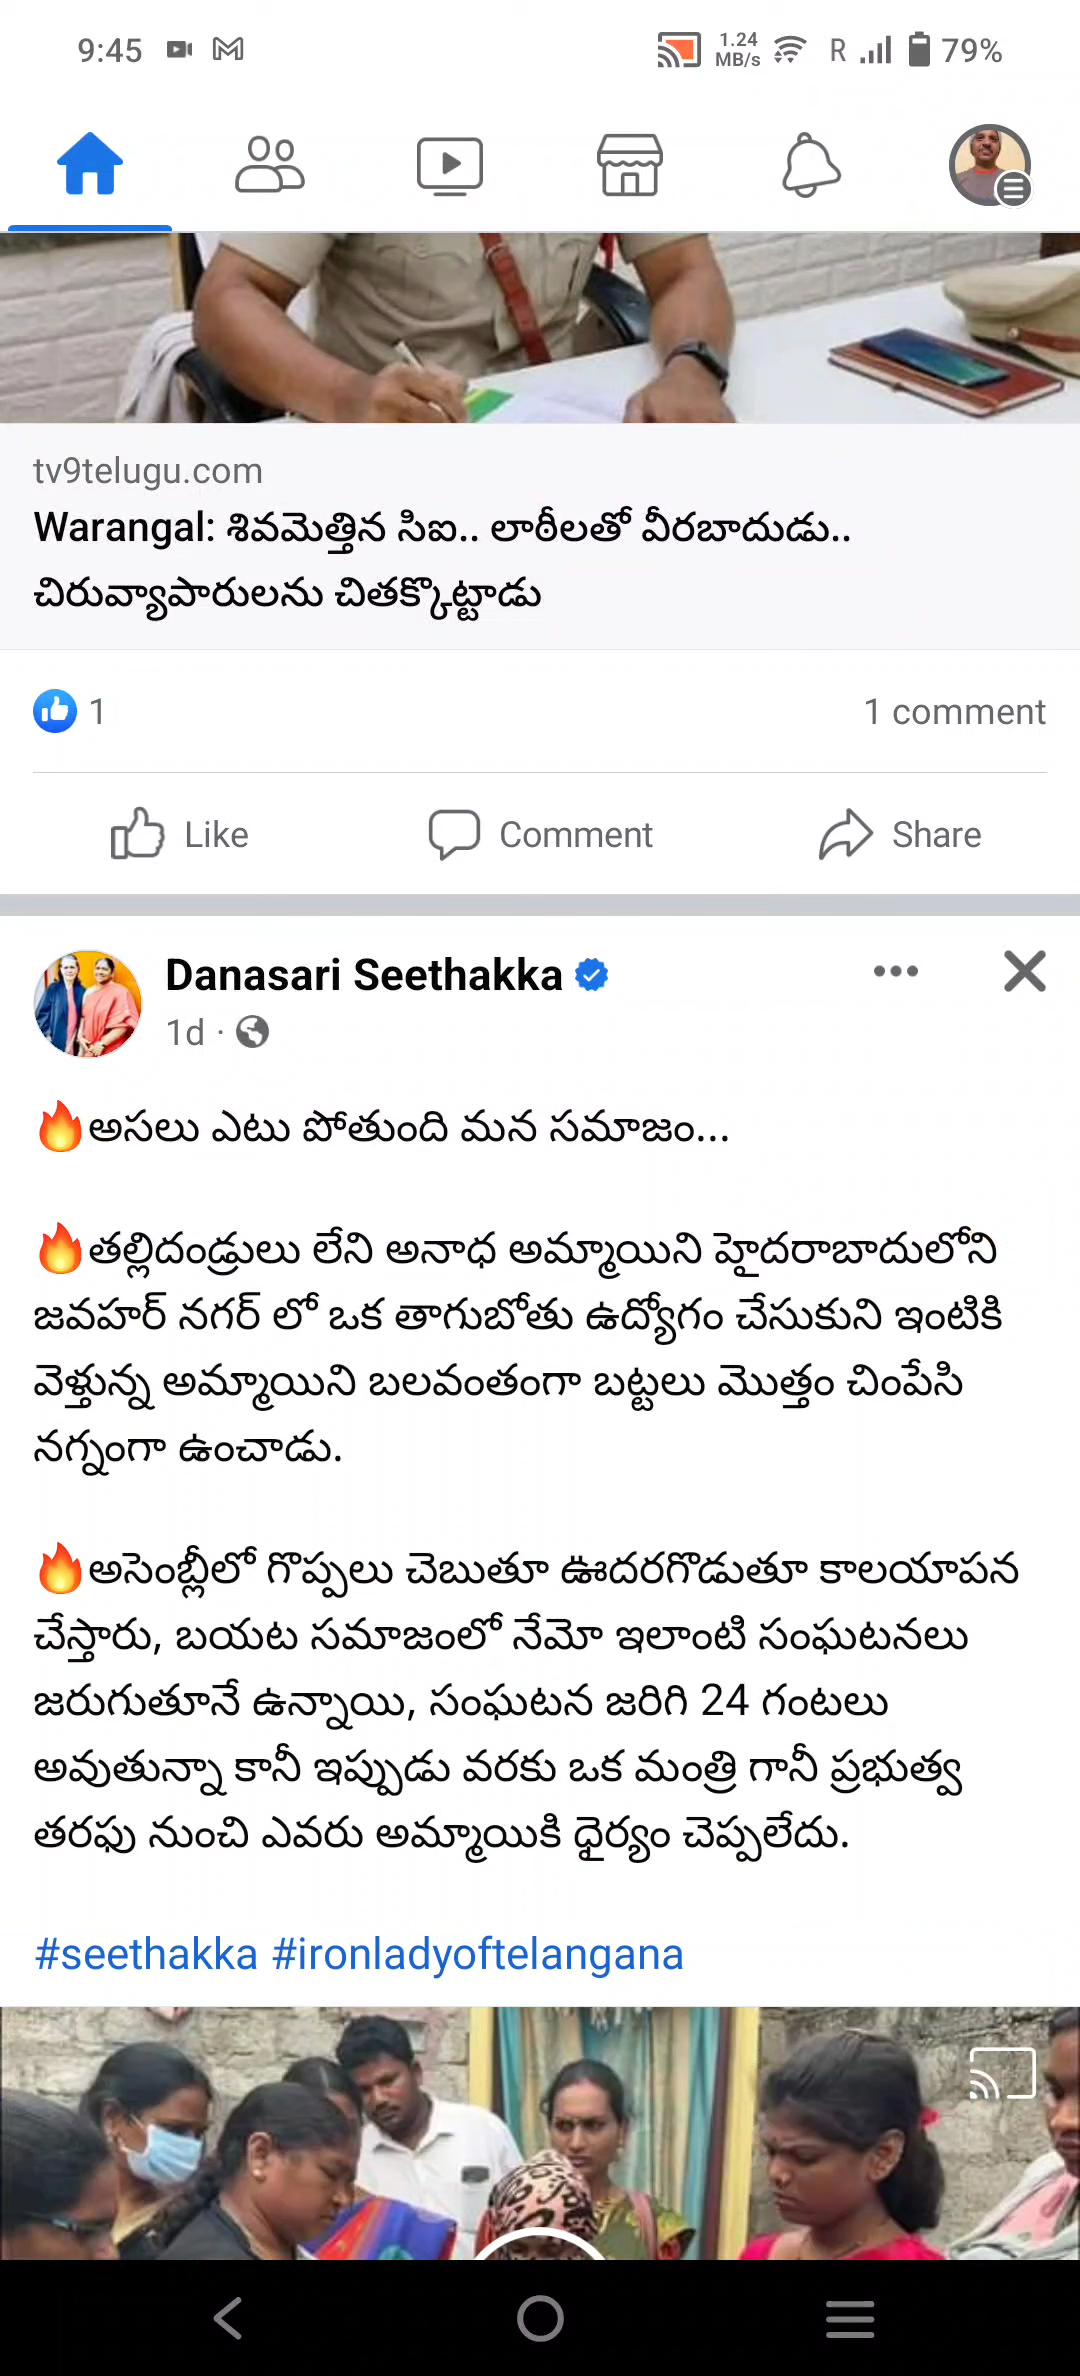 9:45
1.24
MB/s
R
79%
tv9telugu.com
Warangal: శివమెత్తిన సిఐ.. లాఠీలతో వీరబాదుడు..
చిరువ్యాపారులను చితక్కొట్టాడు
1
1 comment
Like
Comment
Share
Danasari Seethakka
1d ·
🔥అసలు ఎటు పోతుంది మన సమాజం...
🔥తల్లిదండ్రులు లేని అనాధ అమ్మాయిని హైదరాబాదులోని
జవహర్ నగర్ లో ఒక తాగుబోతు ఉద్యోగం చేసుకుని ఇంటికి
వెళ్తున్న అమ్మాయిని బలవంతంగా బట్టలు మొత్తం చింపేసి
నగ్నంగా ఉంచాడు.
🔥అసెంబ్లీలో గొప్పలు చెబుతూ ఊదరగొడుతూ కాలయాపన
చేస్తారు, బయట సమాజంలో నేమో ఇలాంటి సంఘటనలు
జరుగుతూనే ఉన్నాయి, సంఘటన జరిగి 24 గంటలు
అవుతున్నా కానీ ఇప్పుడు వరకు ఒక మంత్రి గానీ ప్రభుత్వ
తరఫు నుంచి ఎవరు అమ్మాయికి ధైర్యం చెప్పలేదు.
#seethakka #ironladyoftelangana